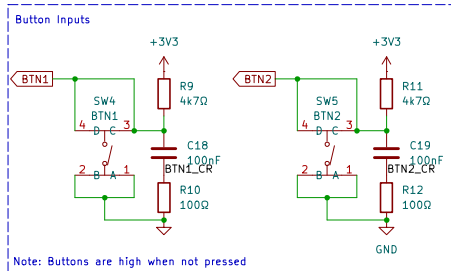 Button Inputs
+3V3
+3V3
BTN1
BTN2
R9
4k7Ω
R11
4k7Ω
SW4
BTN1
SW5
BTN2
4 D C 3
4 D C 3
C18
100nF
BTN1_CR
C19
100nF
BTN2_CR
2 B A 1
2 B A 1
R10
100Ω
R12
100Ω
GND
Note: Buttons are high when not pressed